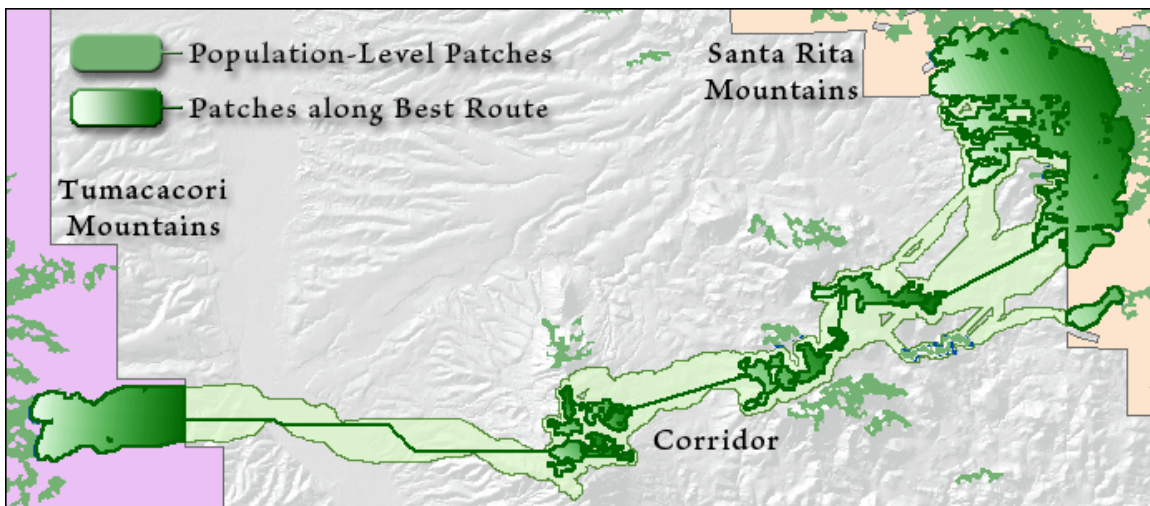 Population-Level Patches
Patches along Best Route
Santa Rita
Mountains
Tumacacori
Mountains
Corridor